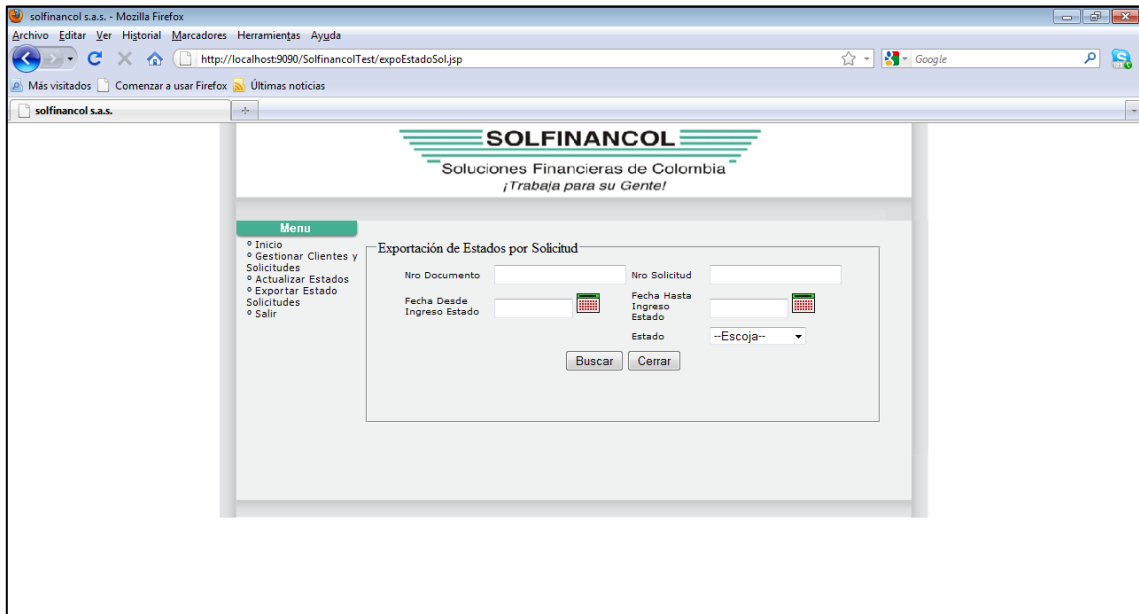 solfinancol s.a.s. - Mozilla Firefox
Archivo Editar Ver Historial Marcadores Herramientas Ayuda
http://localhost:9090/SolfinancolTest/expoEstadoSol.jsp
Google
Más visitados Comenzar a usar Firefox Últimas noticias
solfinancol s.a.s.
SOLFINANCOL
Soluciones Financieras de Colombia
¡Trabaja para su Gente!
Menu
º Inicio
º Gestionar Clientes y
Solicitudes
º Actualizar Estados
º Exportar Estado
Solicitudes
º Salir
Exportación de Estados por Solicitud
Nro Documento
Nro Solicitud
Fecha Desde
Ingreso Estado
Fecha Hasta
Ingreso
Estado
Estado
--Escoja--
Buscar
Cerrar